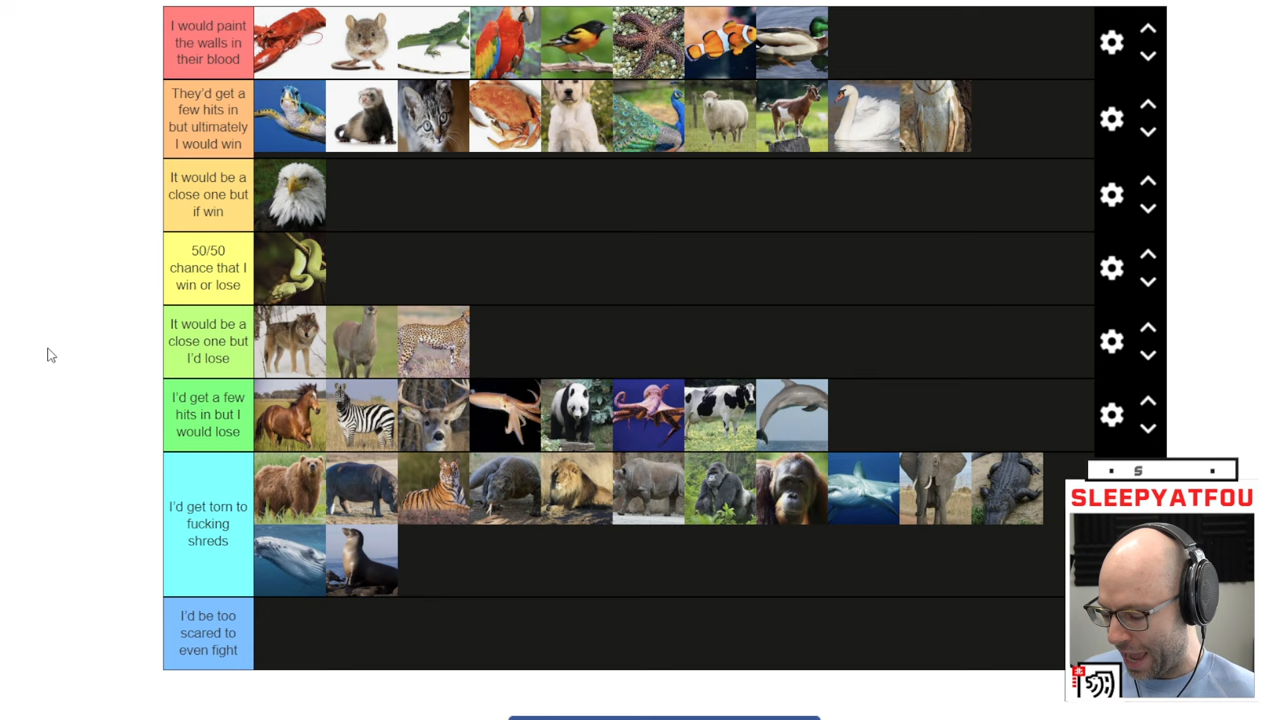 I would paint
the walls in
their blood
They'd get a
few hits in
but ultimately
I would win
It would be a
close one but
if win
50/50
chance that I
win or lose
It would be a
close one but
I'd lose
I'd get a few
hits in but I
would lose
I'd get torn to
fucking
shreds
I'd be too
scared to
even fight
S
SLEEPYATFOU